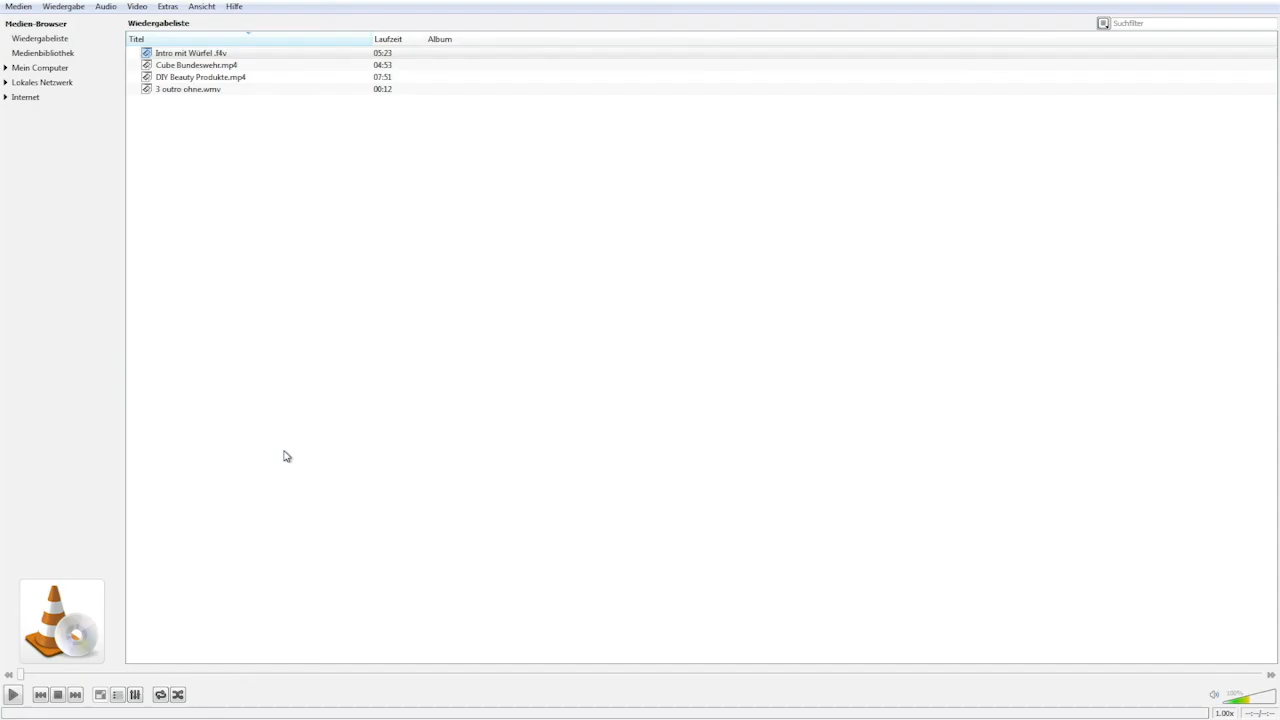 Medien Wiedergabe Audio Video Extras Ansicht Hilfe
Medien-Browser
Wiedergabeliste
Medienbibliothek
Mein Computer
Lokales Netzwerk
Internet
Wiedergabeliste
Suchfilter
Titel Laufzeit Album
Intro mit Würfel .f4v 05:23
Cube Bundeswehr.mp4 04:53
DIY Beauty Produkte.mp4 07:51
3 outro ohne.wmv 00:12
100%
1.00x --:--/--:--